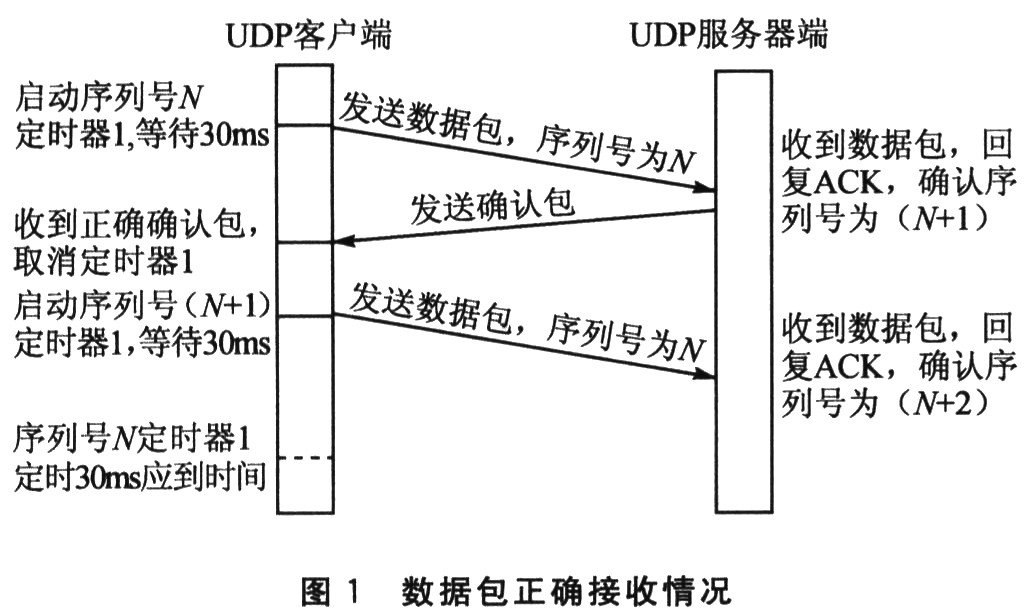 UDP客户端
UDP服务器端
启动序列号N
定时器1,等待30ms
发送数据包，序列号为N
收到数据包，回
复ACK，确认序
列号为（N+1）
发送确认包
收到正确确认包，
取消定时器1
启动序列号（N+1）
定时器1，等待30ms
发送数据包，序列号为N
收到数据包，回
复ACK，确认序
列号为（N+2）
序列号N定时器1
定时30ms应到时间
图 1 数据包正确接收情况